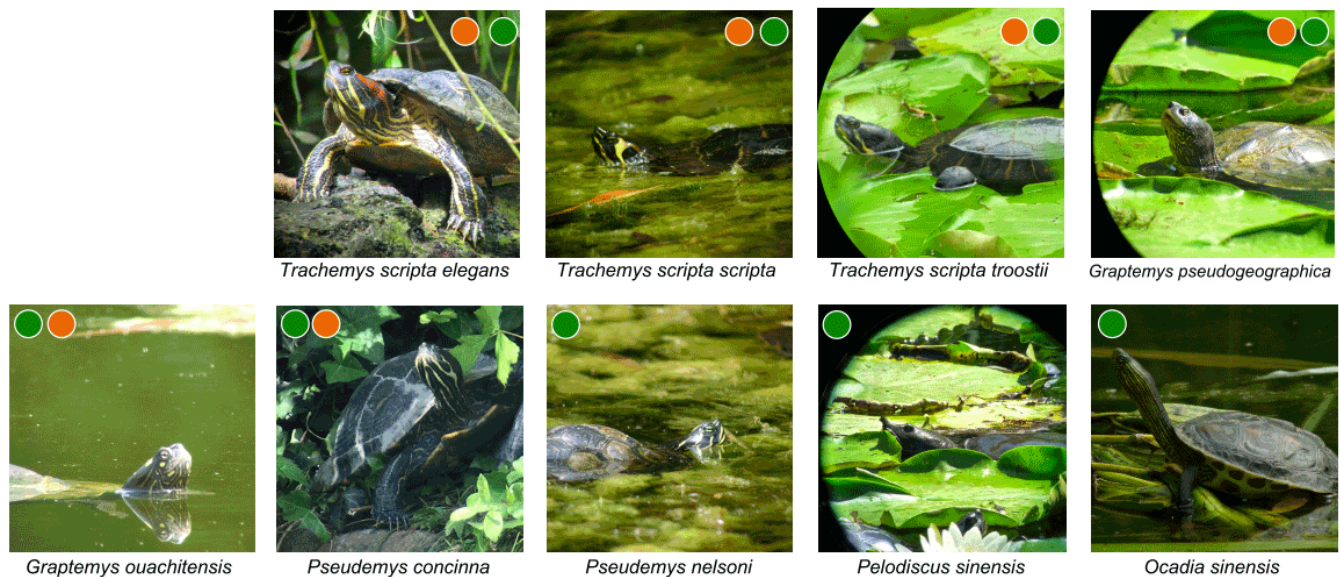 Trachemys scripta elegans
Trachemys scripta scripta
Trachemys scripta troostii
Graptemys pseudogeographica
Graptemys ouachitensis
Pseudemys concinna
Pseudemys nelsoni
Pelodiscus sinensis
Ocadia sinensis